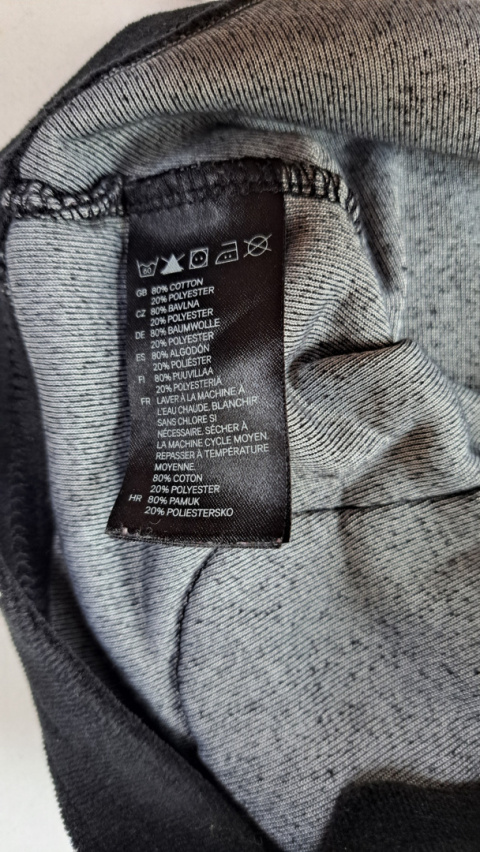 60
GB 80% COTTON
20% POLYESTER
CZ 80% BAVLNA
20% POLYESTER
DE 80% BAUMWOLLE
20% POLYESTER
ES 80% ALGODÓN
20% POLIÉSTER
FI 80% PUUVILLAA
20% POLYESTERIÄ
FR LAVER À LA MACHINE À
L'EAU CHAUDE. BLANCHIR
SANS CHLORE SI
NÉCESSAIRE. SÉCHER À
LA MACHINE CYCLE MOYEN.
REPASSER À TEMPÉRATURE
MOYENNE.
80% COTON
20% POLYESTER
HR 80% PAMUK
20% POLIESTERSKO